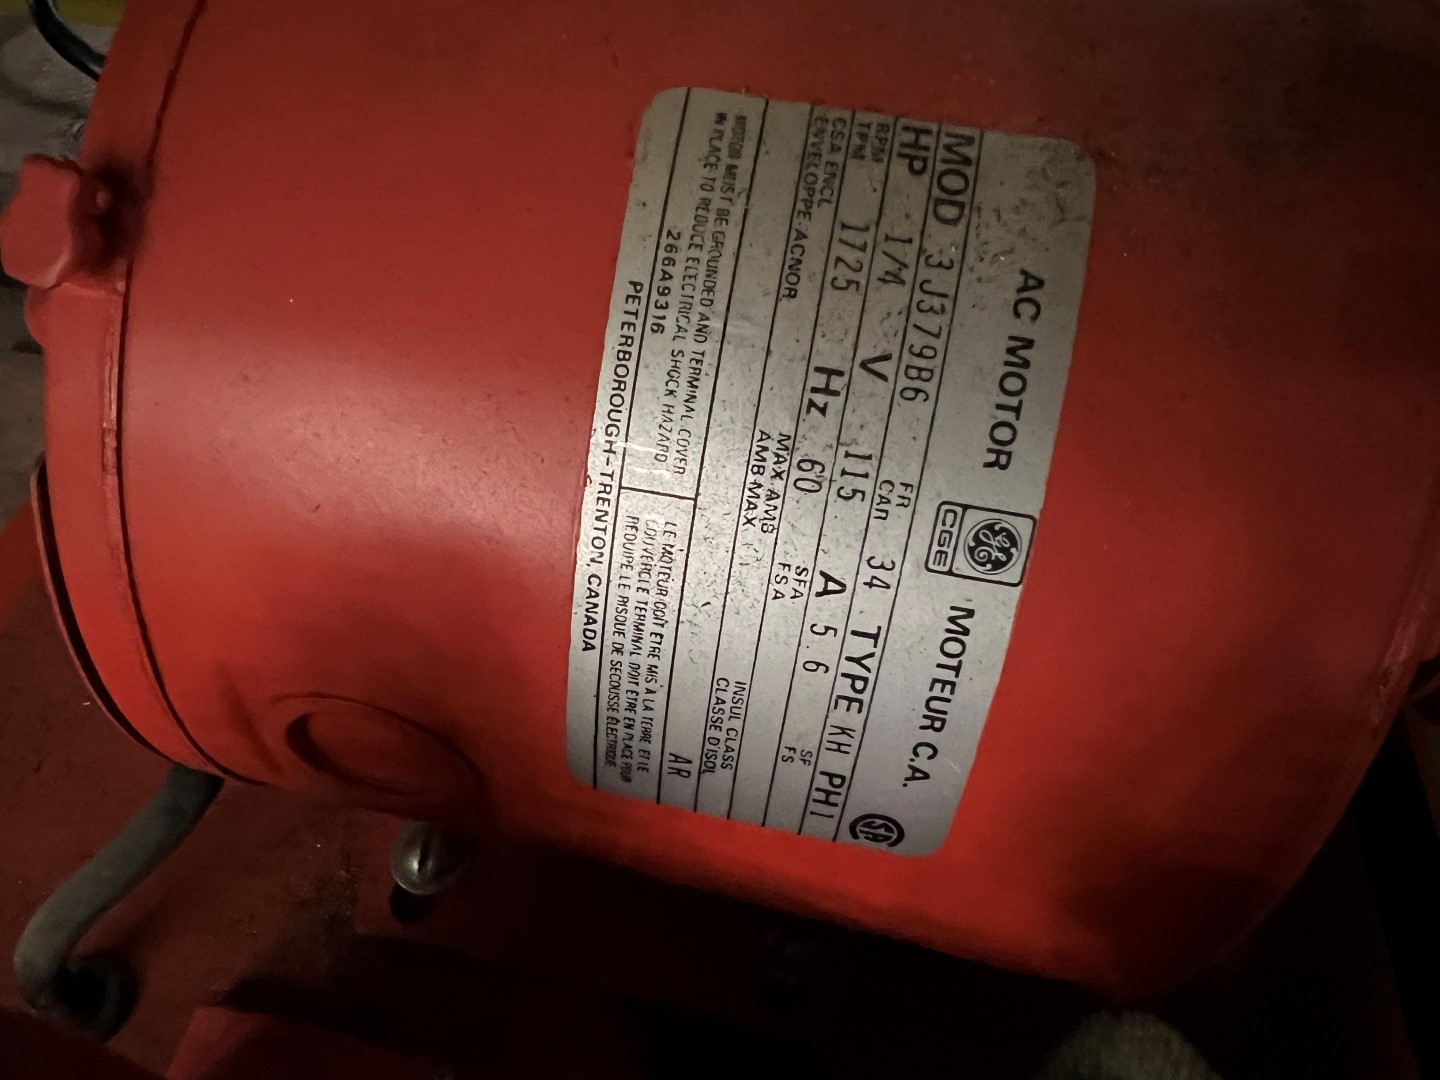 AC MOTOR GE CGE MOTEUR C.A.
MOD 3J379B6 FR CAR 34 TYPE KH PH 1
HP 1/4 V 115 A 5.6
RPM TPM 1725 Hz 60 SFA FSA SF FS
CSA ENCL ENVELOPPE ACNOR MAX. AMB AMB MAX. INSUL CLASS CLASSE D'ISOL
MOTOR MUST BE GROUNDED AND TERMINAL COVER
IN PLACE TO REDUCE ELECTRICAL SHOCK HAZARD
266A9316
LE MOTEUR DOIT ETRE MIS A LA TERRE ET LE
COUVERCLE TERMINAL DOIT ETRE EN PLACE POUR
REDUIRE LE RISQUE DE SECOUSSE ÉLECTRIQUE
AR
PETERBOROUGH-TRENTON, CANADA